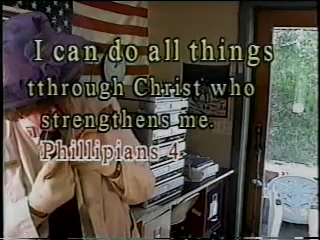 I can do all things
tthrough Christ who
strengthens me.
Phillipians 4